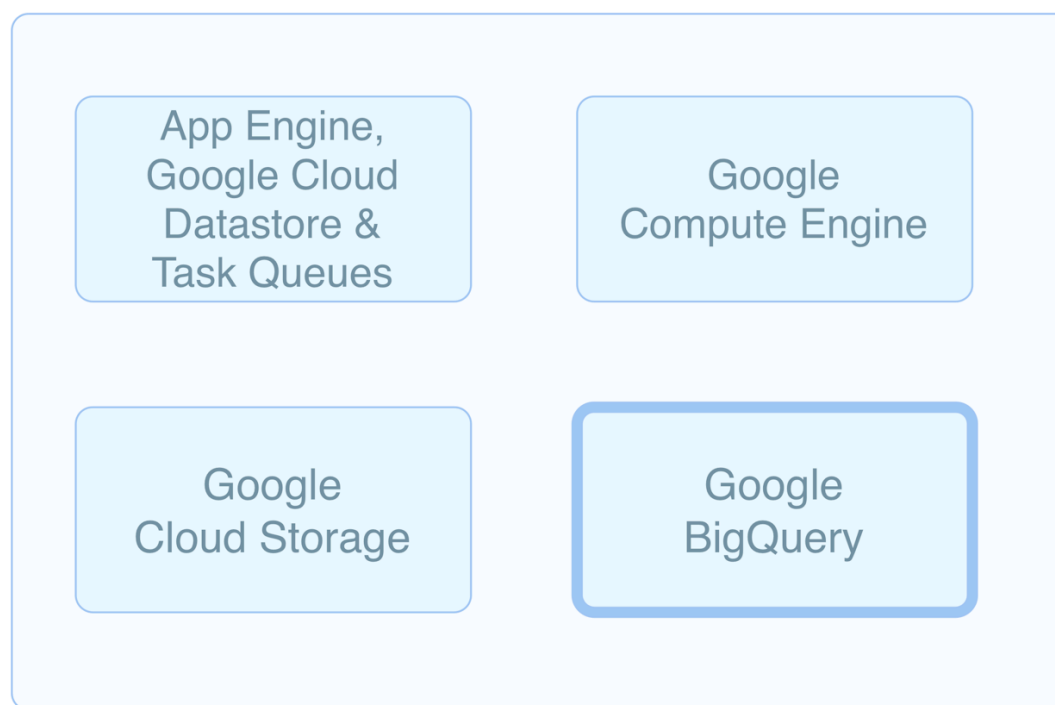 App Engine,
Google Cloud
Datastore &
Task Queues
Google
Compute Engine
Google
Cloud Storage
Google
BigQuery